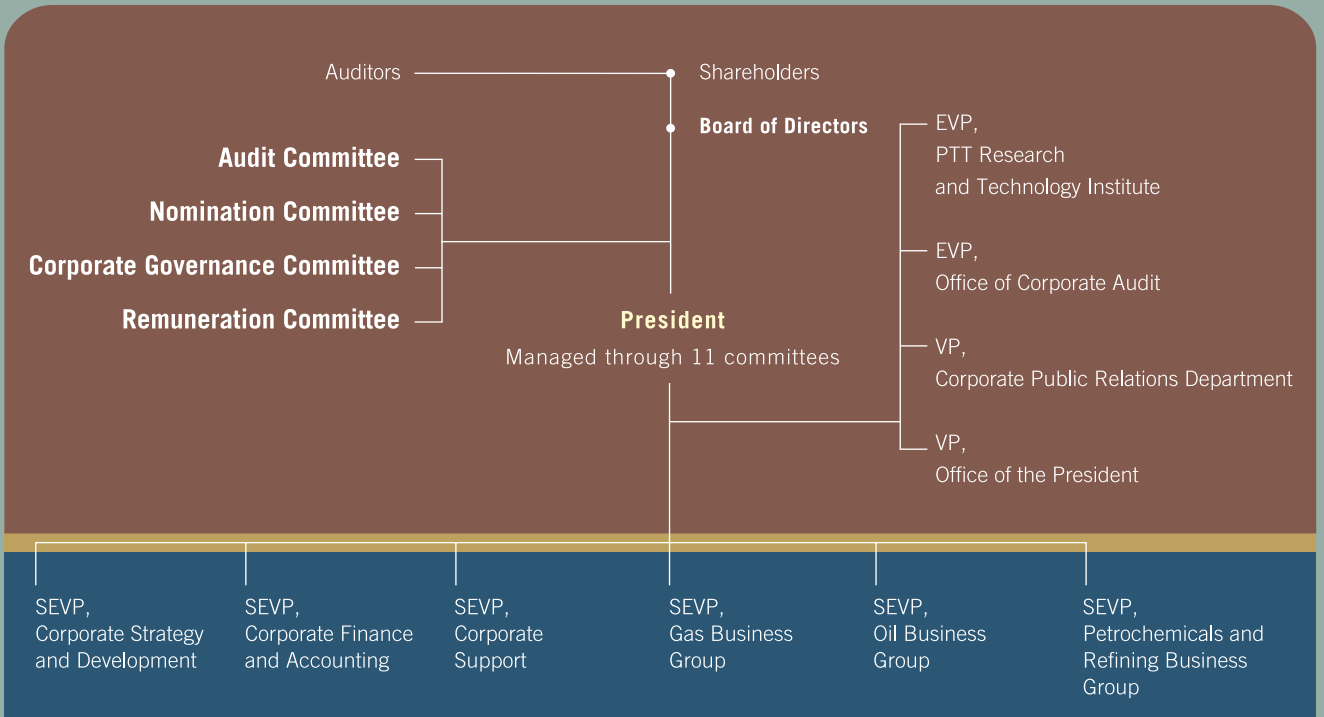 Auditors
Shareholders
Board of Directors
Audit Committee
Nomination Committee
Corporate Governance Committee
Remuneration Committee
President
Managed through 11 committees
EVP,
PTT Research
and Technology Institute
EVP,
Office of Corporate Audit
VP,
Corporate Public Relations Department
VP,
Office of the President
SEVP,
Corporate Strategy
and Development
SEVP,
Corporate Finance
and Accounting
SEVP,
Corporate
Support
SEVP,
Gas Business
Group
SEVP,
Oil Business
Group
SEVP,
Petrochemicals and
Refining Business
Group